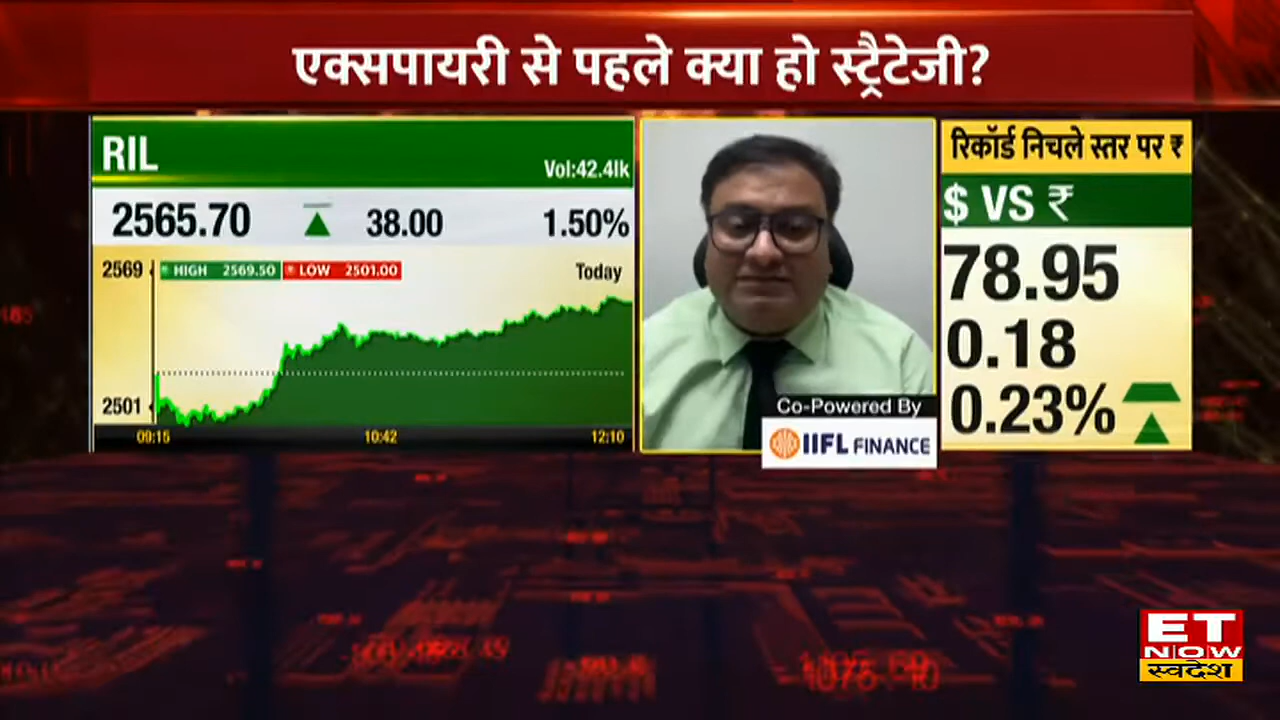 एक्सपायरी से पहले क्या हो स्ट्रैटेजी?
RIL
Vol:42.4lk
2565.70 38.00 1.50%
2569
HIGH 2569.50 LOW 2501.00
Today
2501
09:15 10:42 12:10
Co-Powered By
IIFL FINANCE
रिकॉर्ड निचले स्तर पर ₹
$ VS ₹
78.95
0.18
0.23%
ET
NOW
स्वदेश